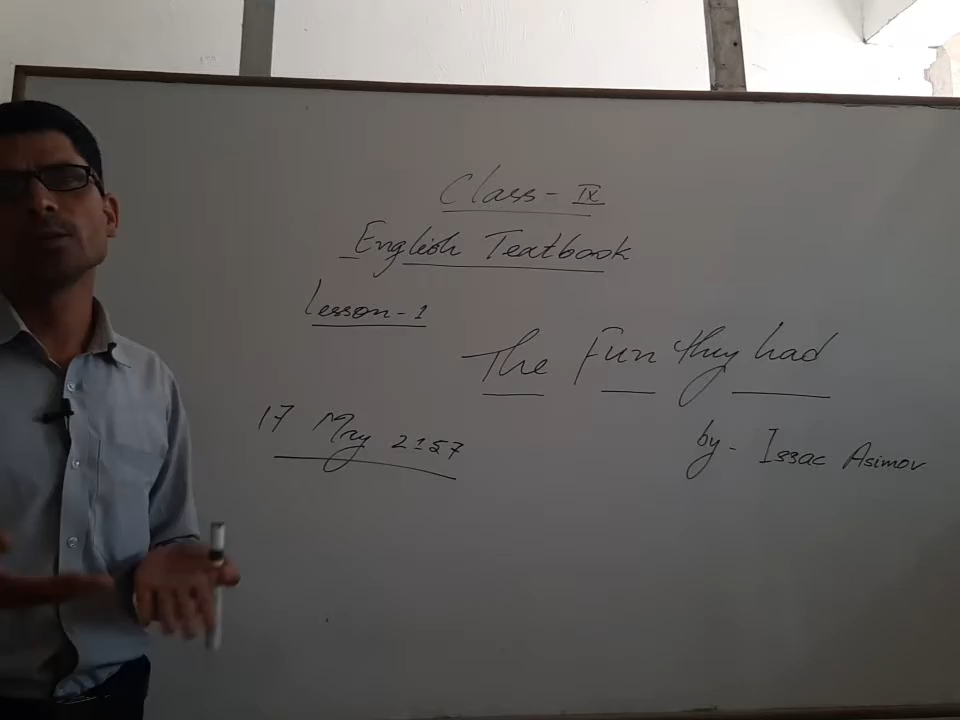 Class - IX
English Textbook
Lesson - 1
The Fun they had
17 May 2157
by - Issac Asimov